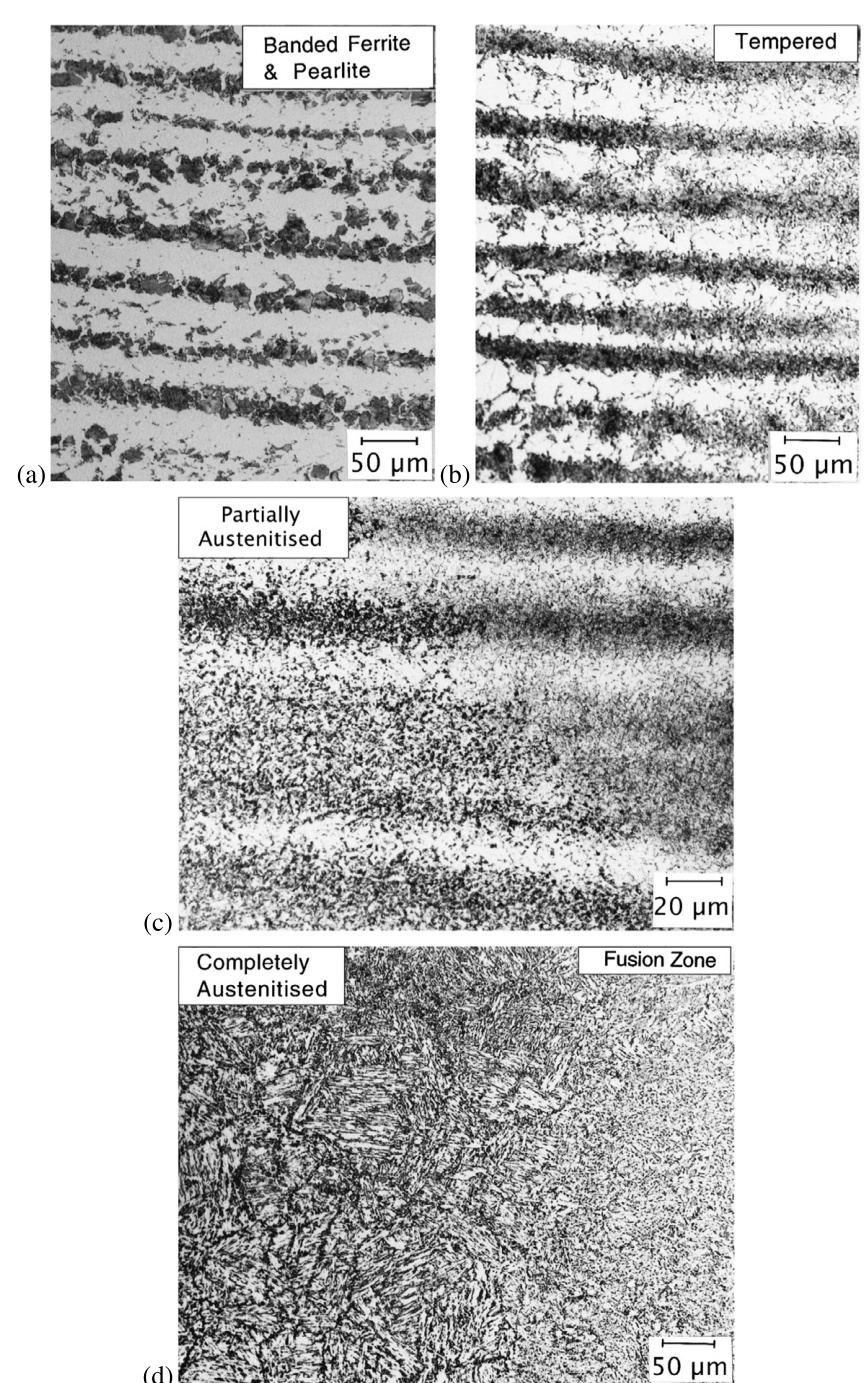 Banded Ferrite
& Pearlite
50 μm
(a)
Tempered
50 μm
(b)
Partially
Austenitised
20 μm
(c)
Completely
Austenitised
Fusion Zone
50 μm
(d)